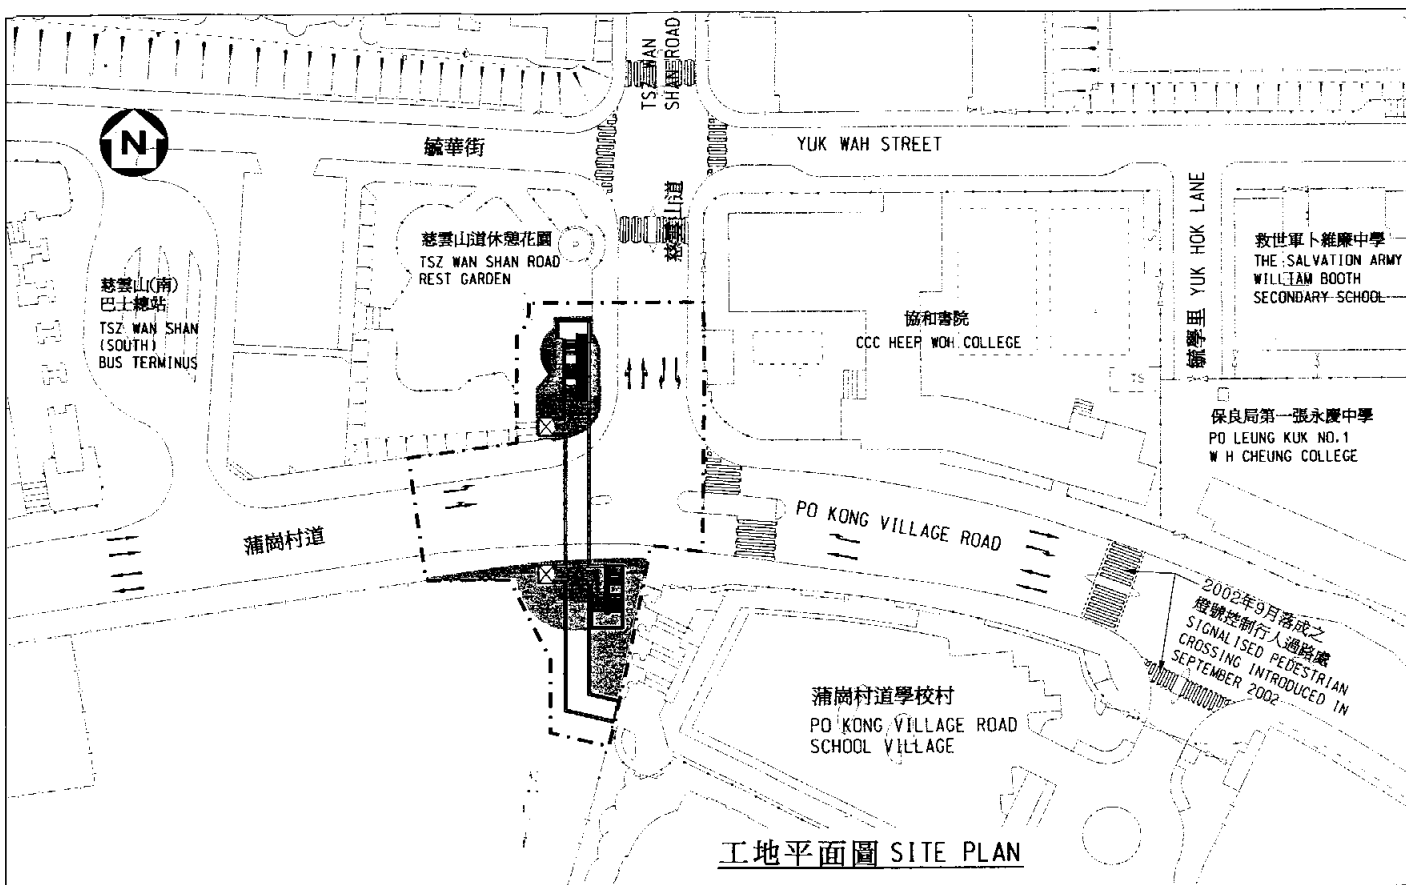 TSZ WAN
SHAN ROAD
N
毓華街
YUK WAH STREET
慈雲山道
毓學里 YUK HOK LANE
慈雲山道休憩花園
TSZ WAN SHAN ROAD
REST GARDEN
救世軍卜維廉中學
THE SALVATION ARMY
WILLIAM BOOTH
SECONDARY SCHOOL
慈雲山(南)
巴士總站
TSZ WAN SHAN
(SOUTH)
BUS TERMINUS
協和書院
CCC HEEP WOH COLLEGE
TS
保良局第一張永慶中學
PO LEUNG KUK NO.1
W H CHEUNG COLLEGE
蒲崗村道
PO KONG VILLAGE ROAD
2002年9月落成之
燈號控制行人過路處
SIGNALISED PEDESTRIAN
CROSSING INTRODUCED IN
SEPTEMBER 2002
蒲崗村道學校村
PO KONG VILLAGE ROAD
SCHOOL VILLAGE
工地平面圖 SITE PLAN